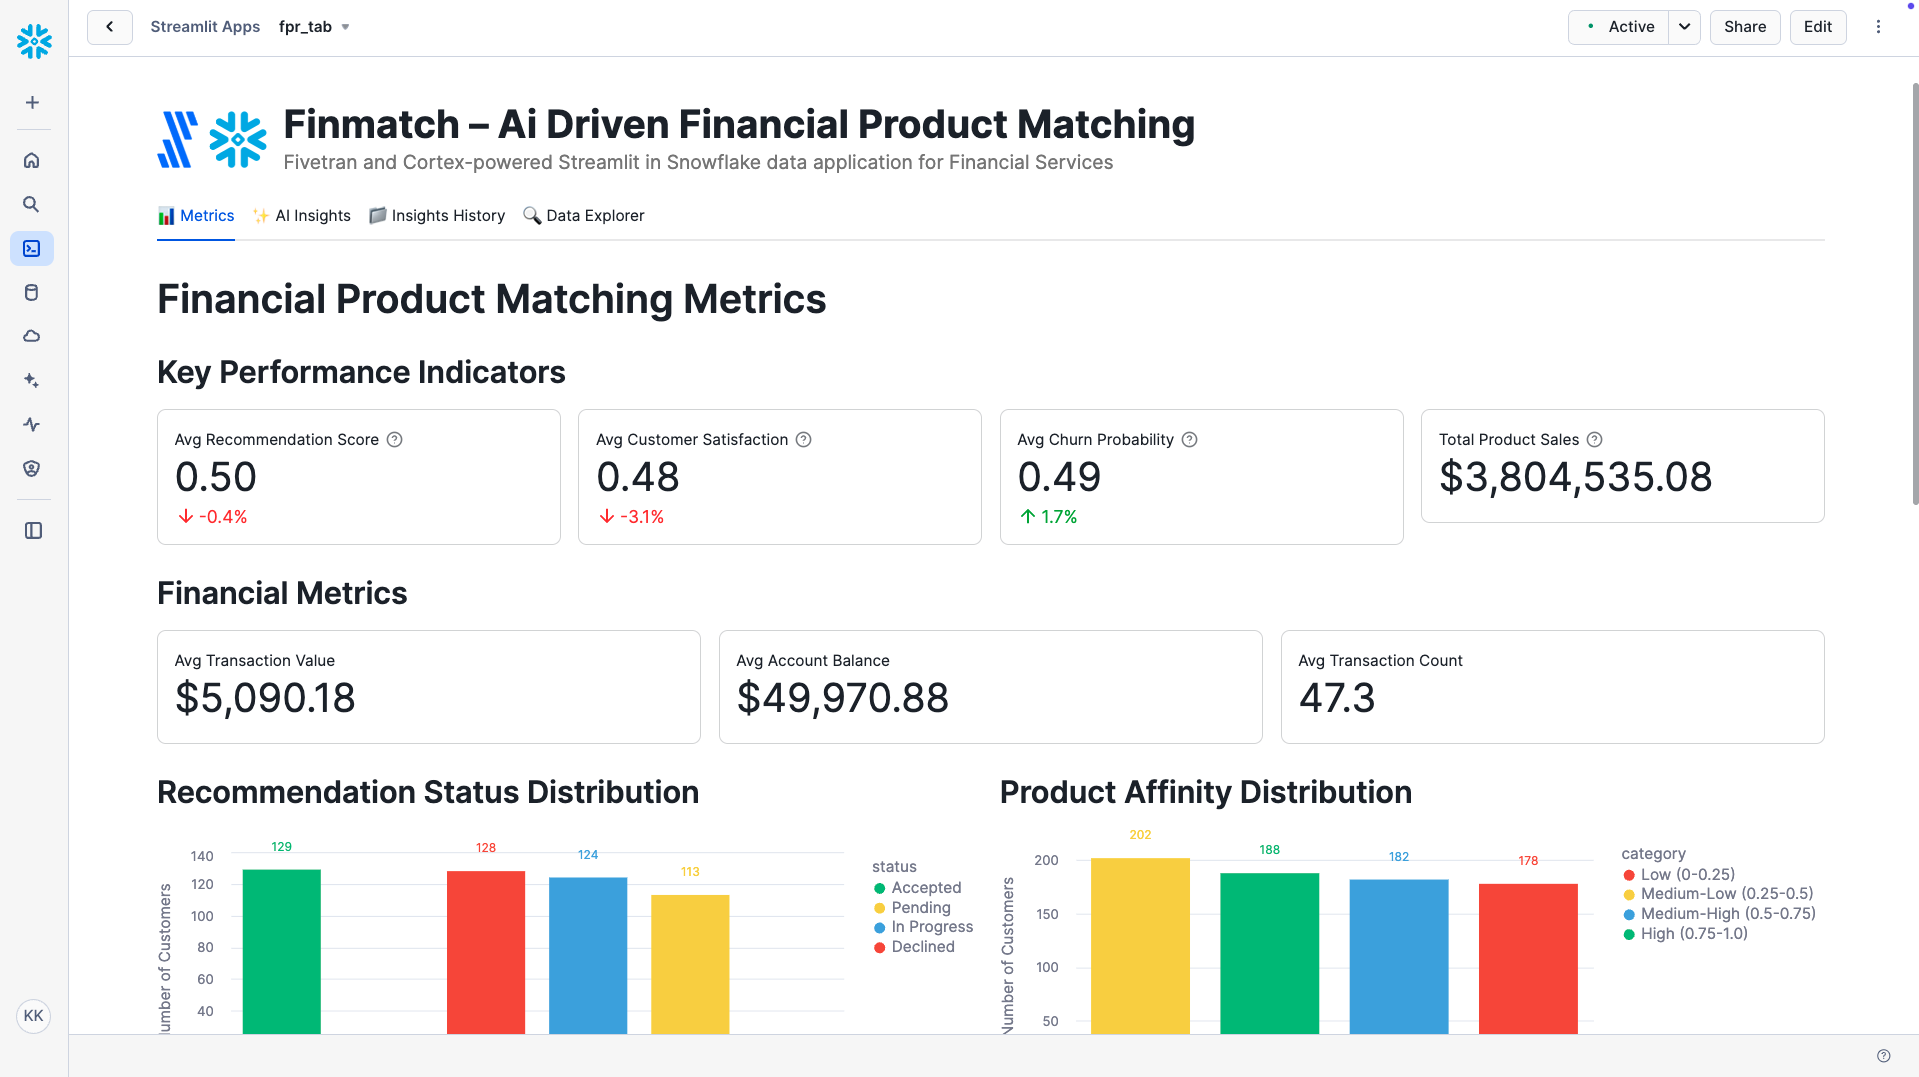 Streamlit Apps fpr_tab
Active
Share
Edit
Finmatch – Ai Driven Financial Product Matching
Fivetran and Cortex-powered Streamlit in Snowflake data application for Financial Services
Metrics
AI Insights
Insights History
Data Explorer
Financial Product Matching Metrics
Key Performance Indicators
Avg Recommendation Score
0.50
-0.4%
Avg Customer Satisfaction
0.48
-3.1%
Avg Churn Probability
0.49
1.7%
Total Product Sales
$3,804,535.08
Financial Metrics
Avg Transaction Value
$5,090.18
Avg Account Balance
$49,970.88
Avg Transaction Count
47.3
Recommendation Status Distribution
129
128
124
113
140
120
100
80
60
40
Number of Customers
status
Accepted
Pending
In Progress
Declined
Product Affinity Distribution
202
188
182
178
200
150
100
50
Number of Customers
category
Low (0-0.25)
Medium-Low (0.25-0.5)
Medium-High (0.5-0.75)
High (0.75-1.0)
KK